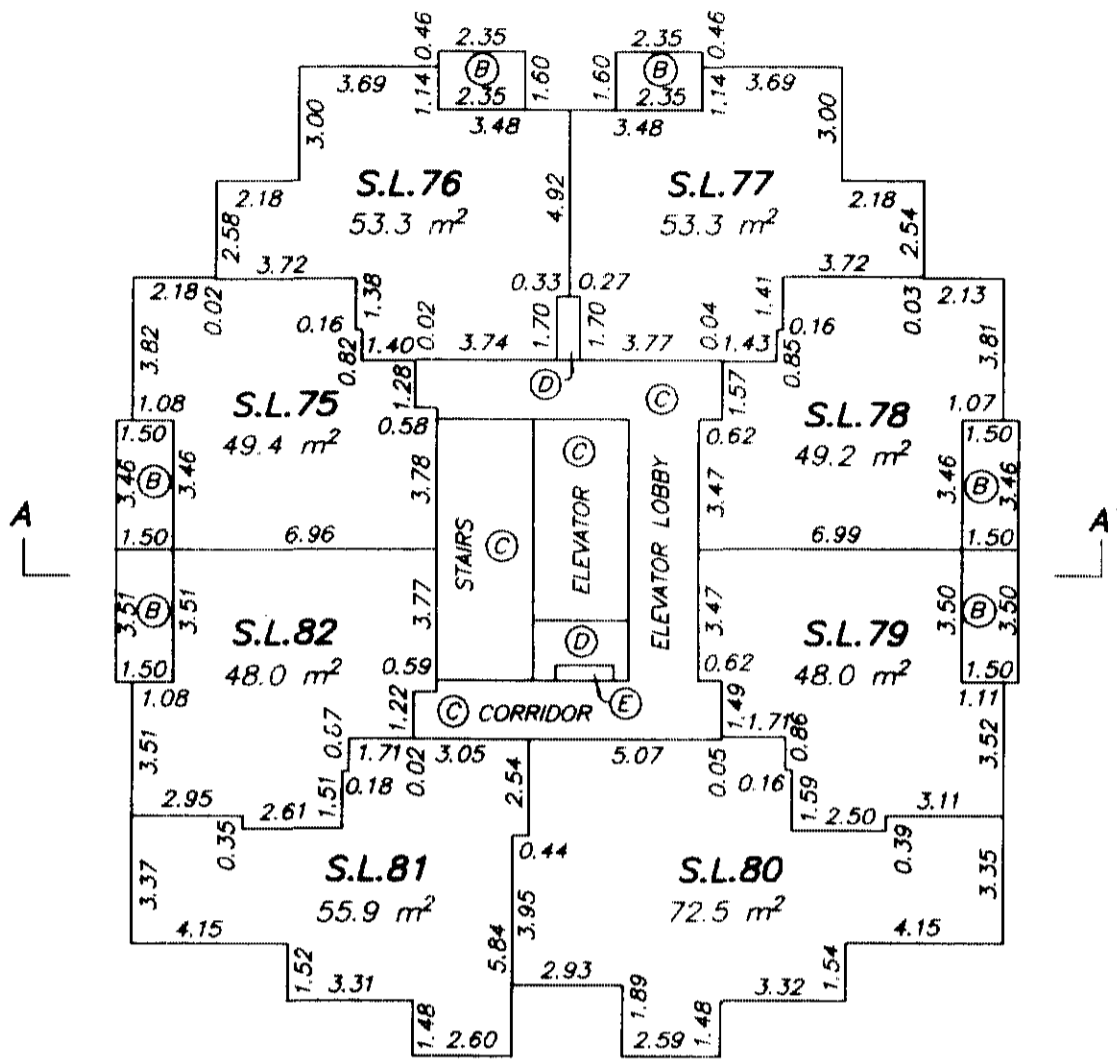 0.46 2.35 2.35 0.46
3.69 B B 3.69
1.14 2.35 1.60 1.60 2.35 1.14
3.48 3.48
3.00 3.00
S.L.76 S.L.77
53.3 m² 53.3 m²
4.92
2.18 2.18
2.58 2.54
3.72 3.72
2.18 0.02 1.38 0.33 0.27 1.41 0.03 2.13
0.16 0.02 1.70 1.70 0.04 0.16
3.82 0.82 1.40 3.74 3.77 1.43 0.85 3.81
D
1.28 C 1.57
S.L.75 S.L.78
49.4 m² 49.2 m²
1.08 0.58 0.62 1.07
1.50 1.50
3.46 B 3.46 3.78 C 3.47 3.46 B 3.46
1.50 6.96 6.99 1.50
A A'
STAIRS C ELEVATOR ELEVATOR LOBBY
3.51 B 3.51 3.77 3.47 3.50 B 3.50
S.L.82 S.L.79
48.0 m² 48.0 m²
D
1.50 0.59 0.62 1.50
1.08 1.22 C CORRIDOR E 1.49 1.11
3.51 1.71 3.05 5.07 1.71 0.86 3.52
0.18 0.02 2.54 0.05 0.16
2.95 2.61 1.51 1.59 2.50 3.11
0.35 0.44 0.39
S.L.81 S.L.80
55.9 m² 72.5 m²
3.37 3.95 3.35
4.15 5.84 4.15
1.52 2.93 1.54
3.31 1.89 3.32
1.48 2.60 2.59 1.48